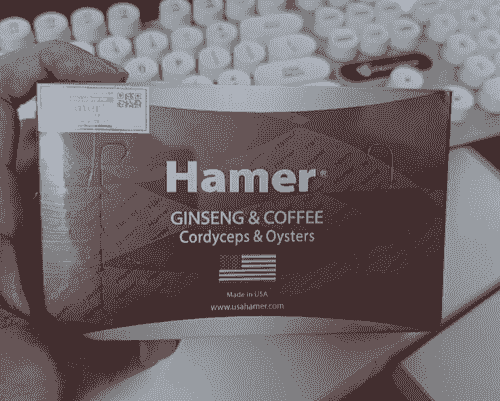 Hamer®
GINSENG & COFFEE
Cordyceps & Oysters
Made in USA
www.usahamer.com